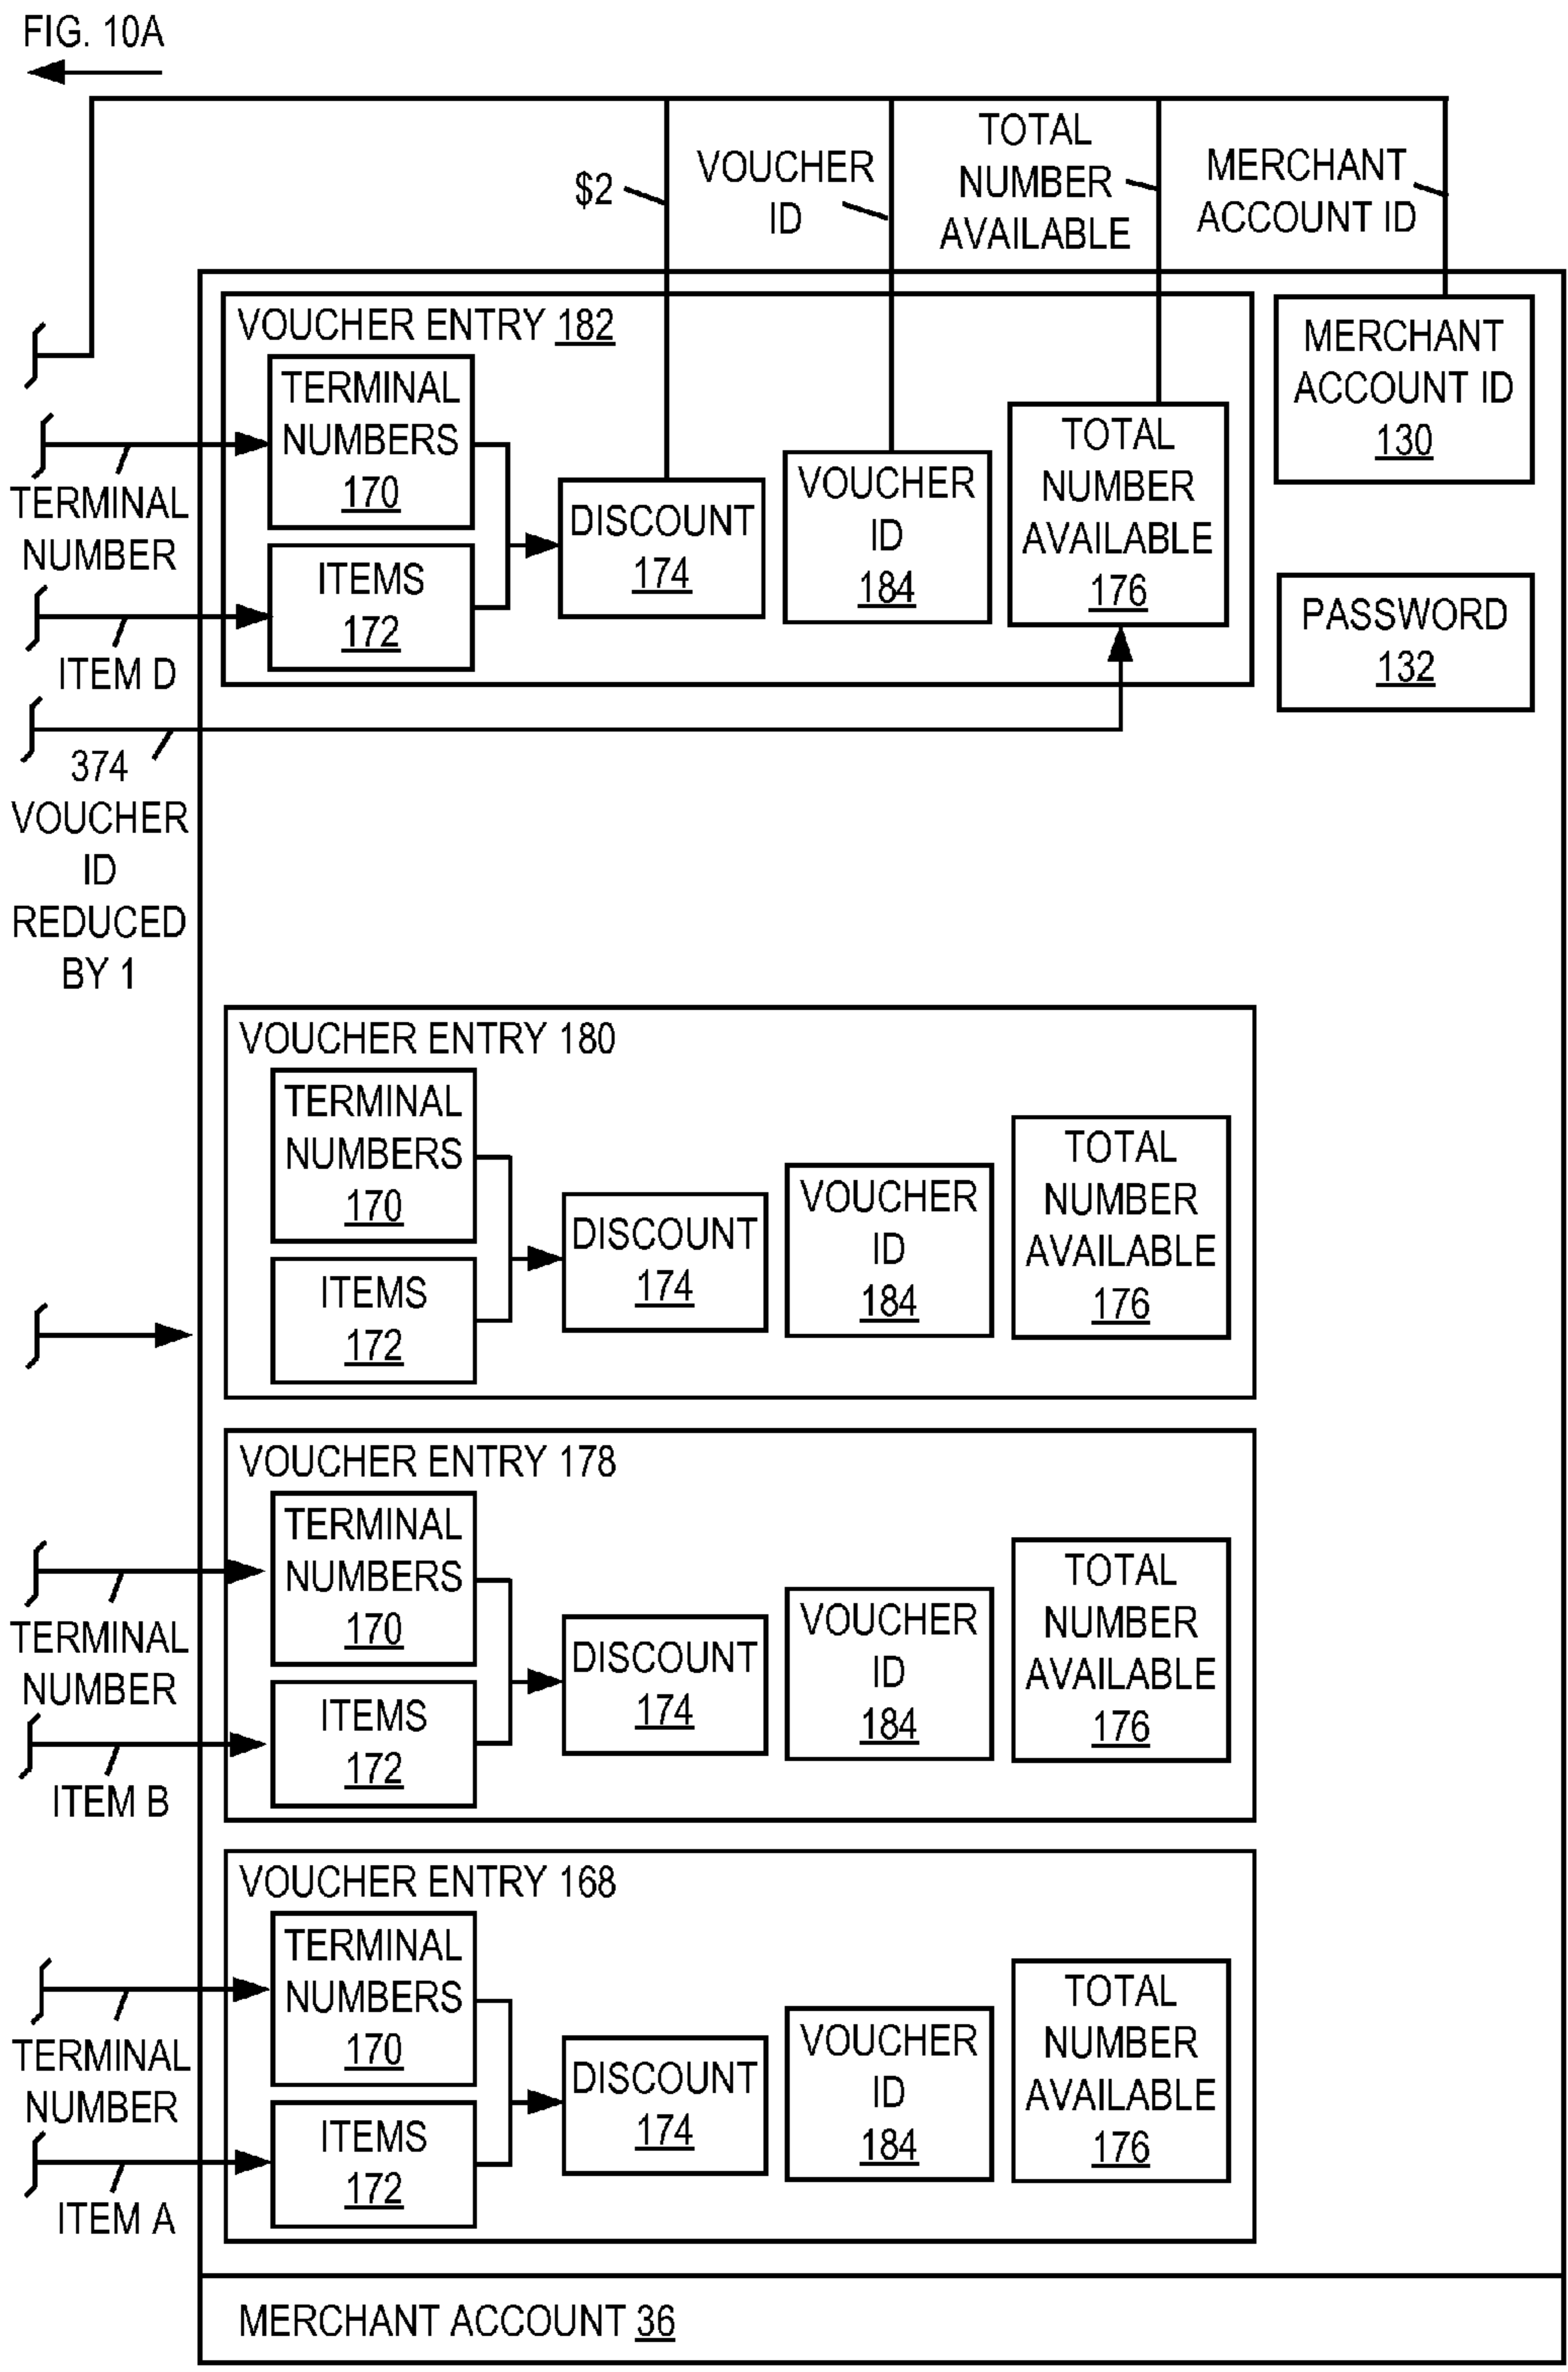 FIG. 10A
$2
VOUCHER
ID
TOTAL
NUMBER
AVAILABLE
MERCHANT
ACCOUNT ID
VOUCHER ENTRY 182
TERMINAL
NUMBERS
170
ITEMS
172
DISCOUNT
174
VOUCHER
ID
184
TOTAL
NUMBER
AVAILABLE
176
MERCHANT
ACCOUNT ID
130
PASSWORD
132
TERMINAL
NUMBER
ITEM D
374
VOUCHER
ID
REDUCED
BY 1
VOUCHER ENTRY 180
TERMINAL
NUMBERS
170
ITEMS
172
DISCOUNT
174
VOUCHER
ID
184
TOTAL
NUMBER
AVAILABLE
176
VOUCHER ENTRY 178
TERMINAL
NUMBERS
170
ITEMS
172
DISCOUNT
174
VOUCHER
ID
184
TOTAL
NUMBER
AVAILABLE
176
TERMINAL
NUMBER
ITEM B
VOUCHER ENTRY 168
TERMINAL
NUMBERS
170
ITEMS
172
DISCOUNT
174
VOUCHER
ID
184
TOTAL
NUMBER
AVAILABLE
176
TERMINAL
NUMBER
ITEM A
MERCHANT ACCOUNT 36